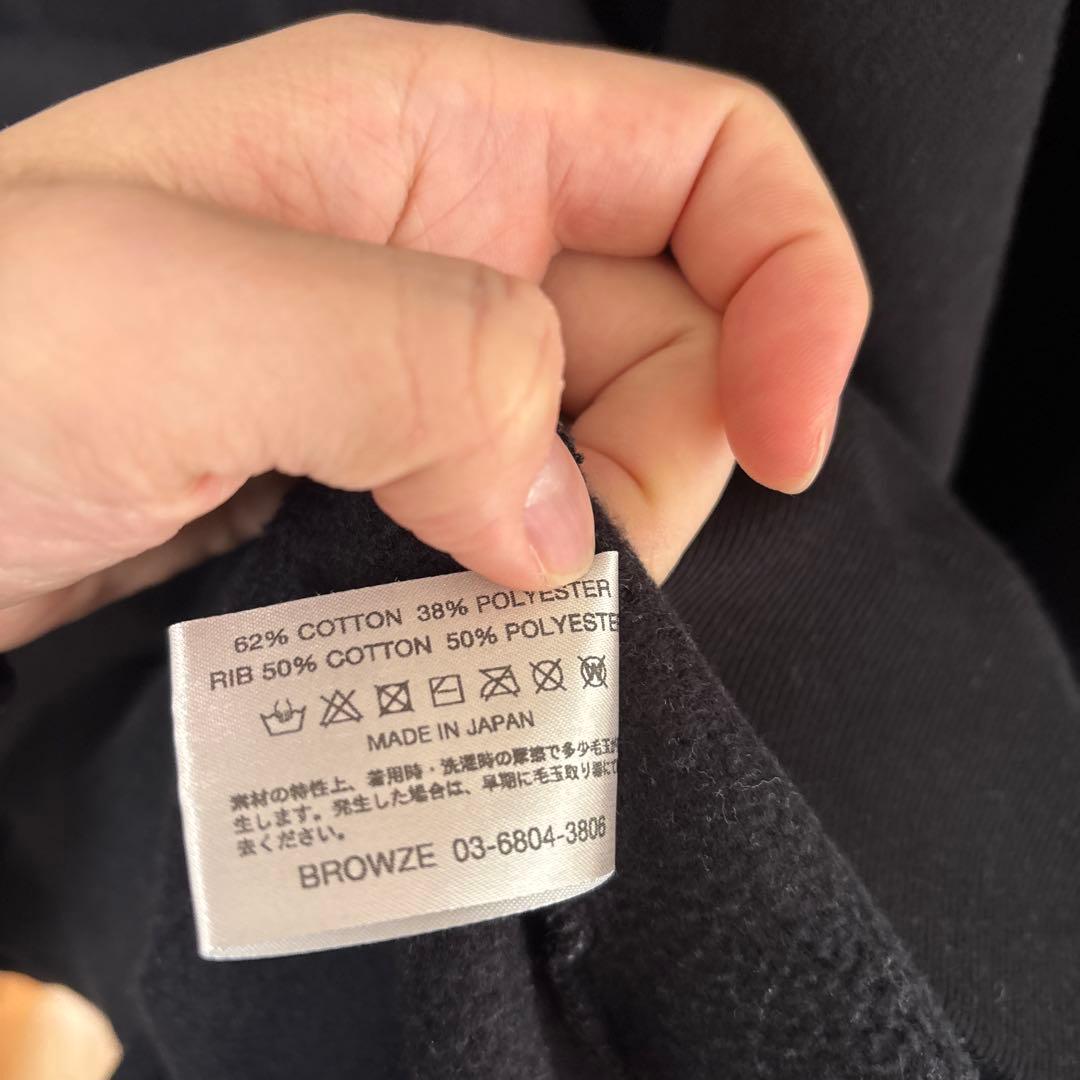 62% COTTON 38% POLYESTER
RIB 50% COTTON 50% POLYESTE
W
MADE IN JAPAN
素材の特性上、着用時・洗濯時の摩擦で多少毛玉が
生します。発生した場合は、早期に毛玉取り器にて
去ください。
BROWZE 03-6804-3806